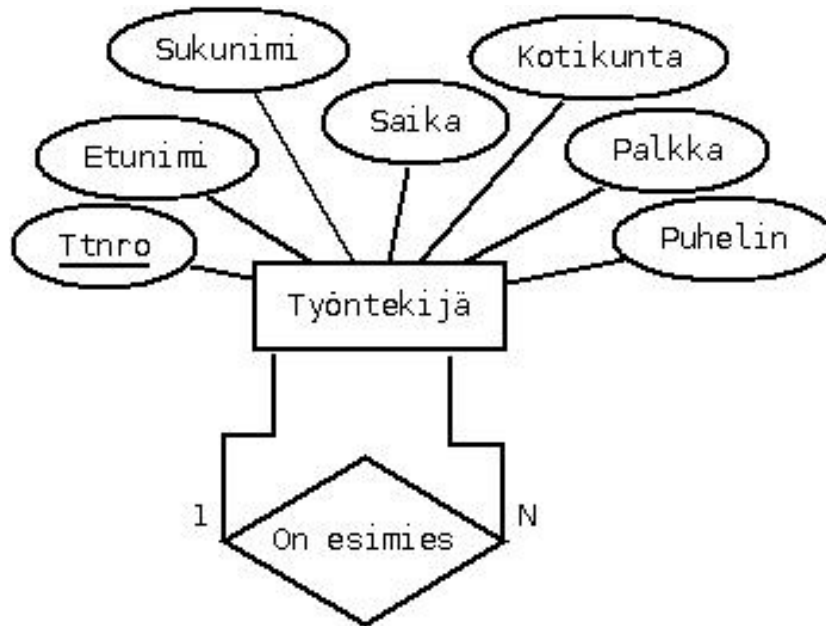 Sukunimi
Kotikunta
Saika
Etunimi
Palkka
Ttnro
Puhelin
Työntekijä
1
N
On esimies